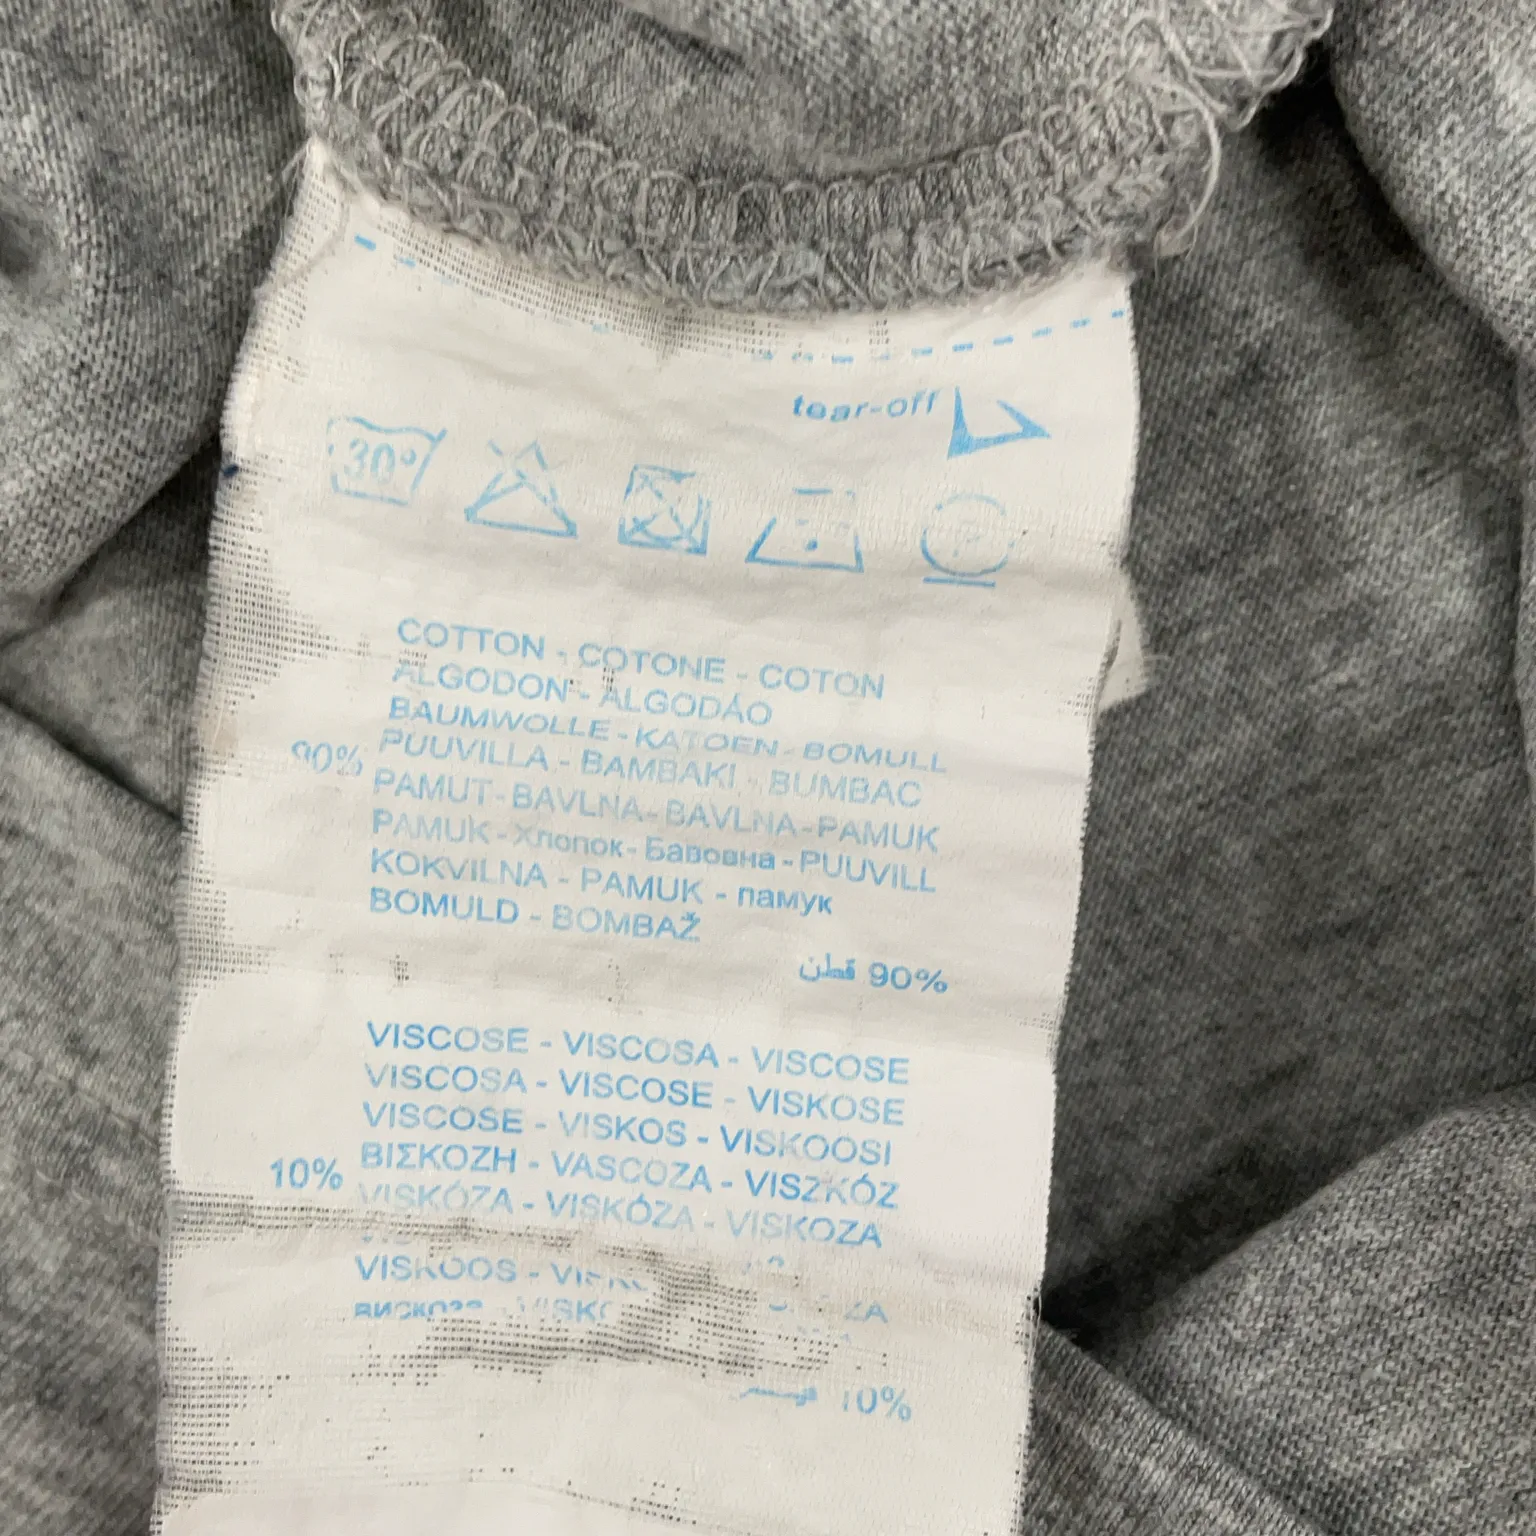 tear-off
30°
P
COTTON - COTONE - COTON
ALGODON - ALGODÃO
BAUMWOLLE - KATOEN - BOMULL
90% PUUVILLA - BAMBAKI - BUMBAC
PAMUT - BAVLNA - BAVLNA - PAMUK
PAMUK - Хлопок - Бавовна - PUUVILL
KOKVILNA - PAMUK - памук
BOMULD - BOMBAŽ
90% قطن
VISCOSE - VISCOSA - VISCOSE
VISCOSA - VISCOSE - VISKOSE
VISCOSE - VISKOS - VISKOOSI
10% ΒΙΣΚΟΖΗ - VASCOZA - VISZKÓZ
VISKÓZA - VISKÓZA - VISKOZA
VISKOOS
10%